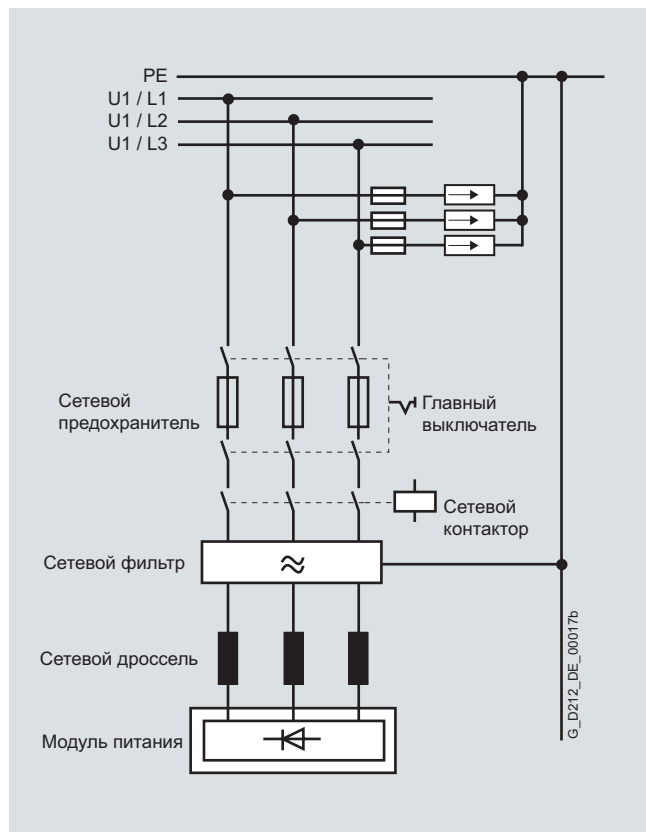 PE
U1 / L1
U1 / L2
U1 / L3
Сетевой
предохранитель
Главный
выключатель
Сетевой
контактор
Сетевой фильтр
Сетевой дроссель
Модуль питания
G_D212_DE_00017b